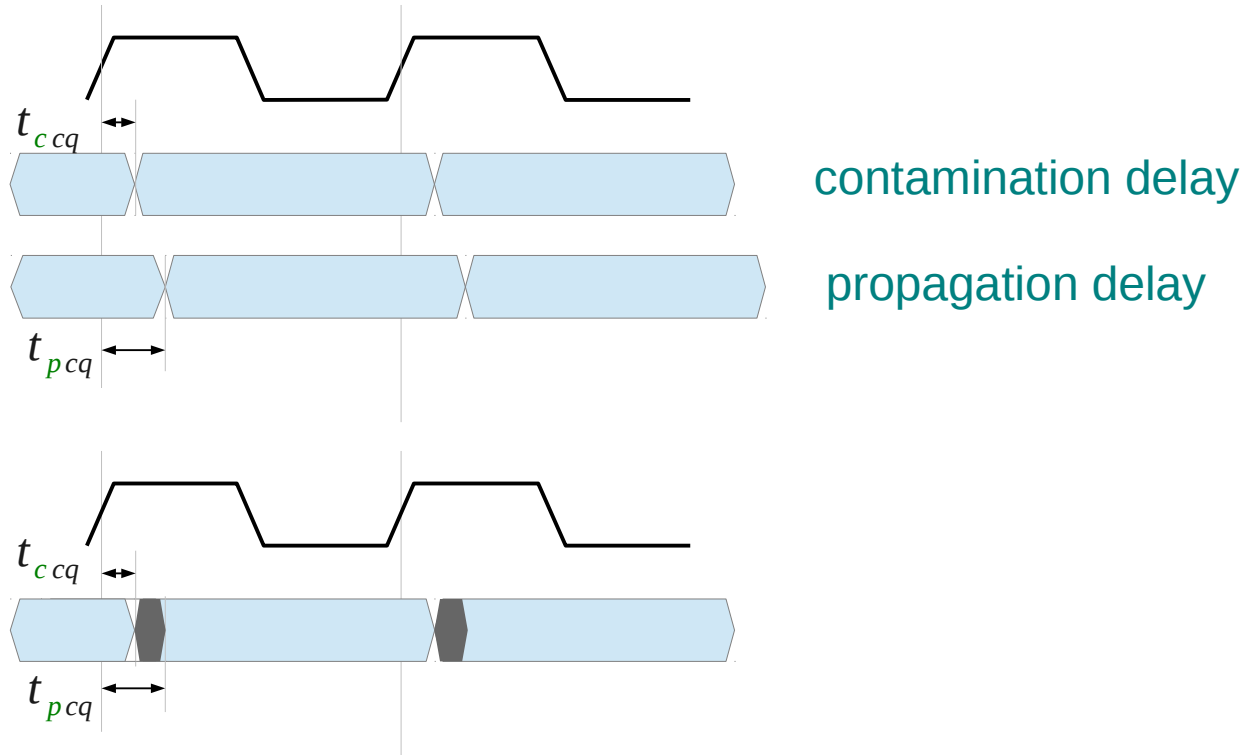 t c cq
contamination delay
propagation delay
t p cq
t c cq
t p cq